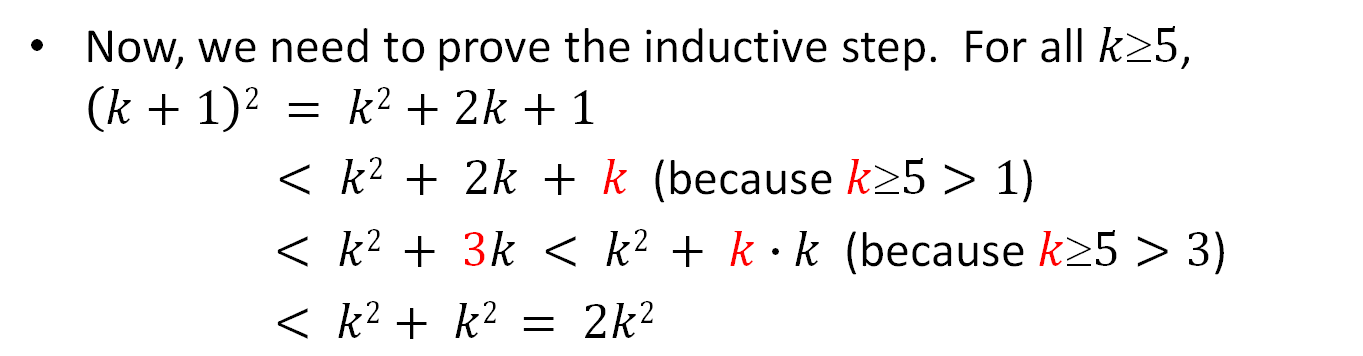 • Now, we need to prove the inductive step. For all k≥5,
(k + 1)² = k² + 2k + 1
< k² + 2k + k (because k≥5 > 1)
< k² + 3k < k² + k · k (because k≥5 > 3)
< k² + k² = 2k²